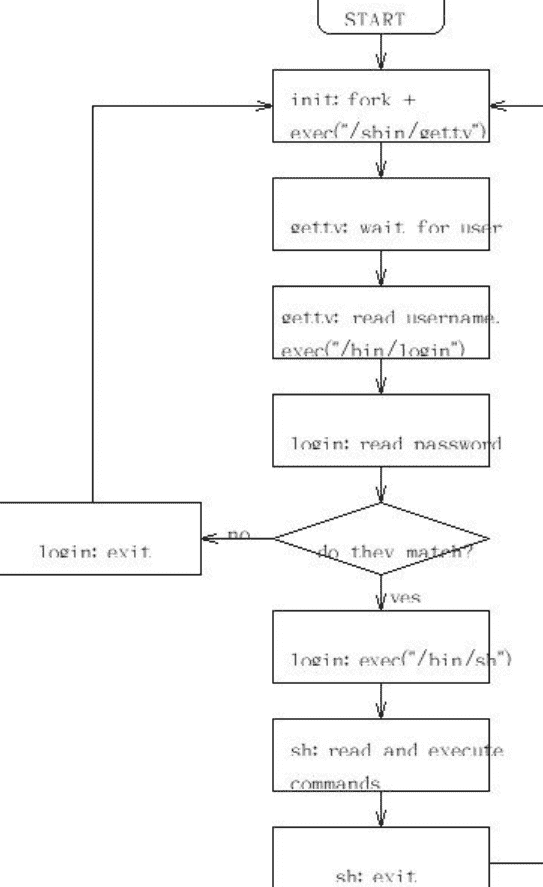 START
init: fork +
exec("/sbin/getty")
getty: wait for user
getty: read username,
exec("/bin/login")
login: read password
no
login: exit
do they match?
yes
login: exec("/bin/sh")
sh: read and execute
commands
sh: exit